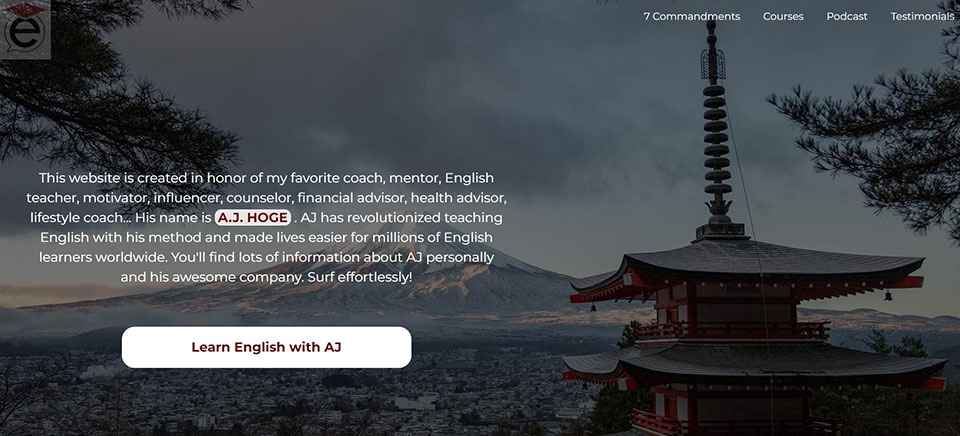 e
7 Commandments Courses Podcast Testimonials
This website is created in honor of my favorite coach, mentor, English
teacher, motivator, influencer, counselor, financial advisor, health advisor,
lifestyle coach... His name is A.J. HOGE . AJ has revolutionized teaching
English with his method and made lives easier for millions of English
learners worldwide. You'll find lots of information about AJ personally
and his awesome company. Surf effortlessly!
Learn English with AJ